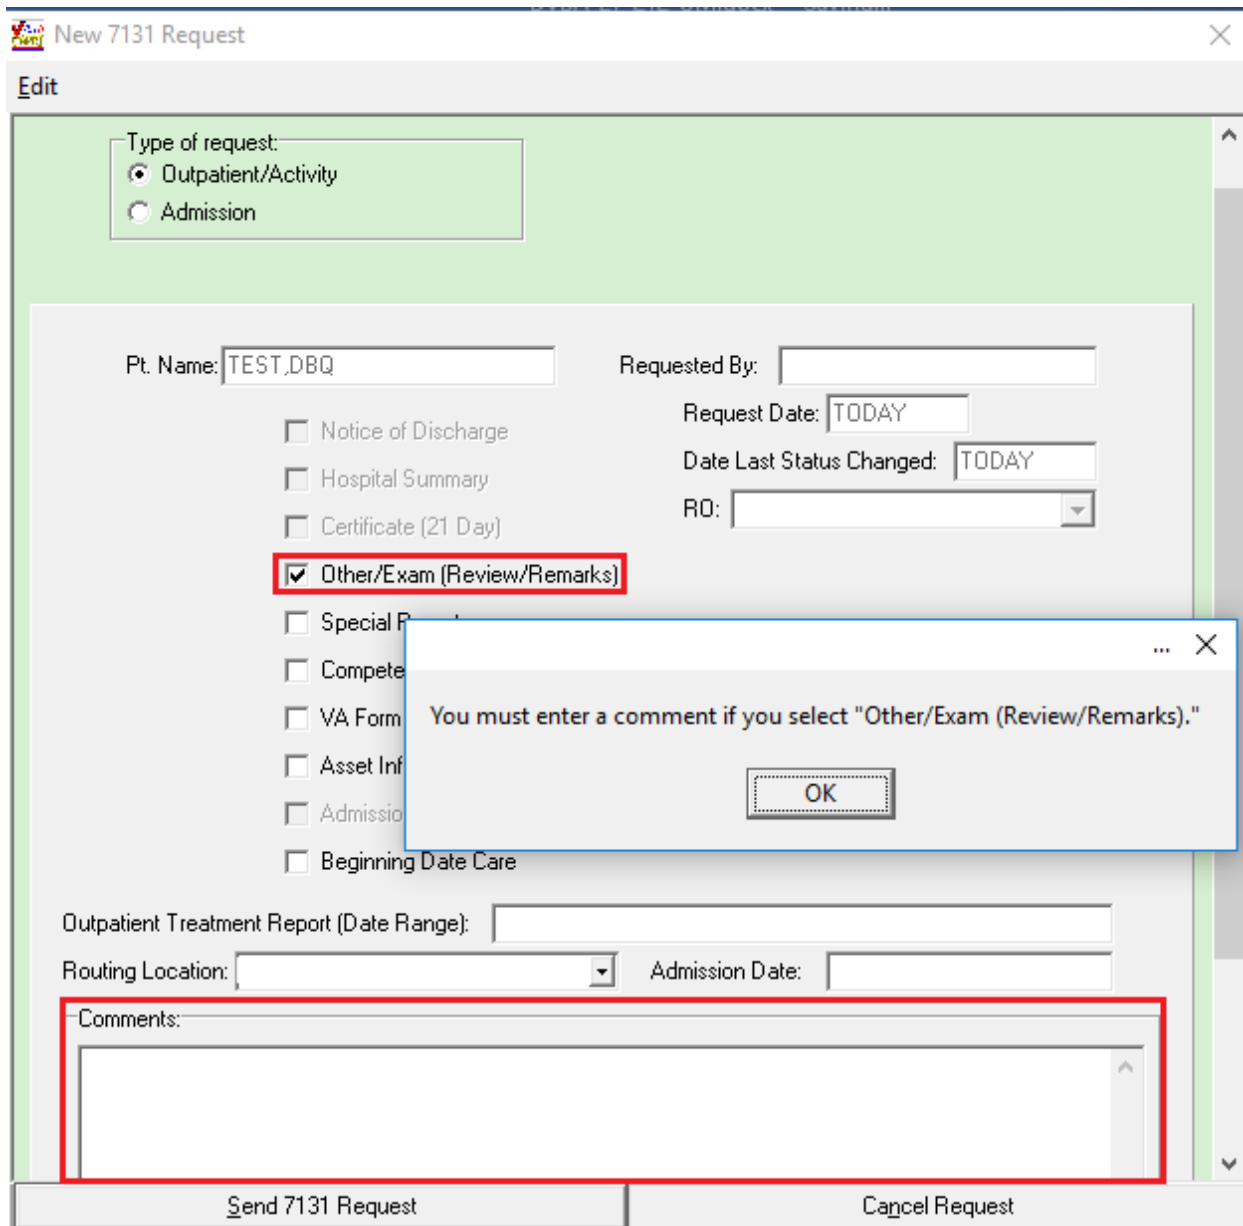 New 7131 Request
Edit
Type of request:
Outpatient/Activity
Admission
Pt. Name: TEST,DBQ Requested By:
Notice of Discharge Request Date: TODAY
Hospital Summary Date Last Status Changed: TODAY
Certificate (21 Day) RO:
Other/Exam (Review/Remarks)
Special
Compete
VA Form
Asset Inf
Admissio
...
You must enter a comment if you select "Other/Exam (Review/Remarks)."
OK
Beginning Date Care
Outpatient Treatment Report (Date Range):
Routing Location: Admission Date:
Comments:
Send 7131 Request Cancel Request